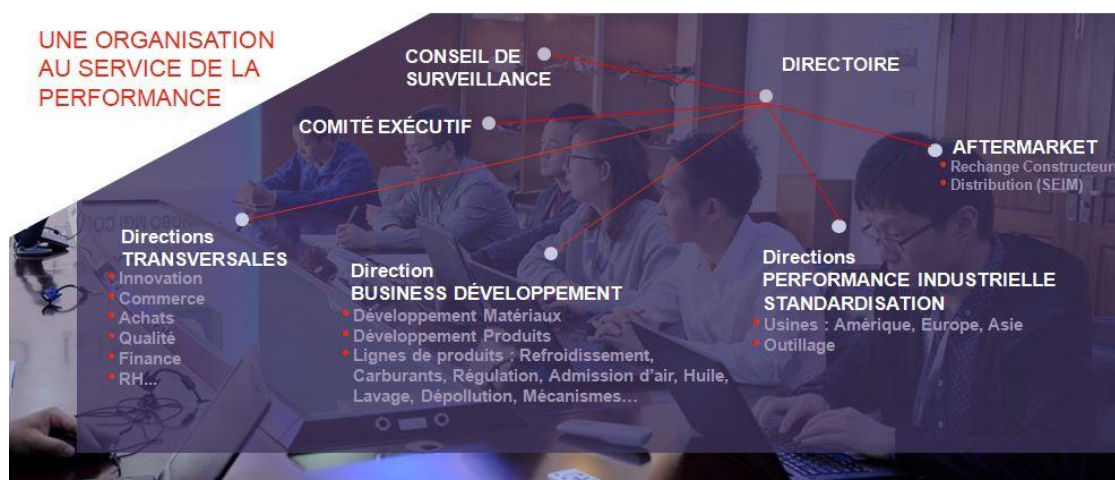 UNE ORGANISATION
AU SERVICE DE LA
PERFORMANCE
CONSEIL DE
SURVEILLANCE
DIRECTOIRE
COMITÉ EXÉCUTIF
AFTERMARKET
Rechange Constructeur
Distribution (SEIM)
Directions
TRANSVERSALES
Innovation
Commerce
Achats
Qualité
Finance
RH...
Direction
BUSINESS DÉVELOPPEMENT
Développement Matériaux
Développement Produits
Lignes de produits : Refroidissement,
Carburants, Régulation, Admission d'air, Huile,
Lavage, Dépollution, Mécanismes…
Directions
PERFORMANCE INDUSTRIELLE
STANDARDISATION
Usines : Amérique, Europe, Asie
Outillage